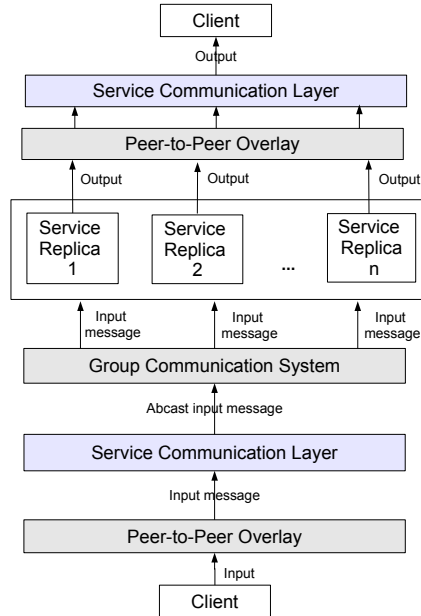 Client
Output
Service Communication Layer
Peer-to-Peer Overlay
Output Output Output
Service Replica 1
Service Replica 2
...
Service Replica n
Input message
Input message
Input message
Group Communication System
Abcast input message
Service Communication Layer
Input message
Peer-to-Peer Overlay
Input
Client